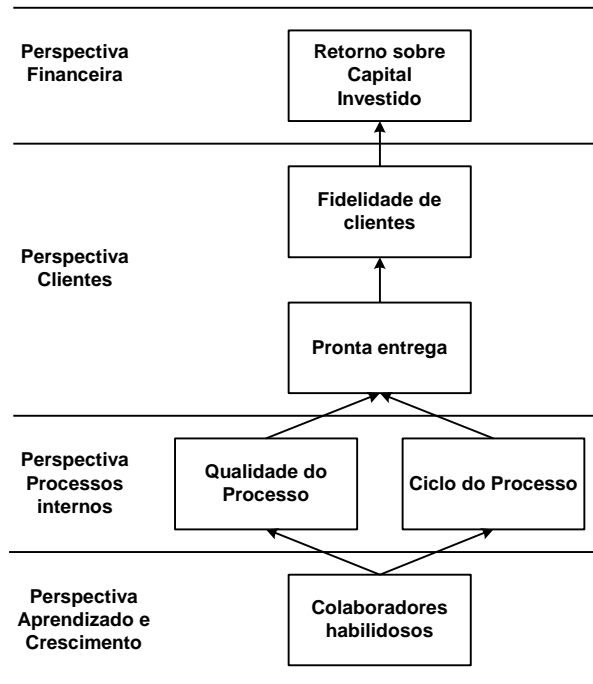 Perspectiva
Financeira
Retorno sobre
Capital
Investido
Fidelidade de
clientes
Perspectiva
Clientes
Pronta entrega
Perspectiva
Processos
internos
Qualidade do
Processo
Ciclo do Processo
Perspectiva
Aprendizado e
Crescimento
Colaboradores
habilidosos